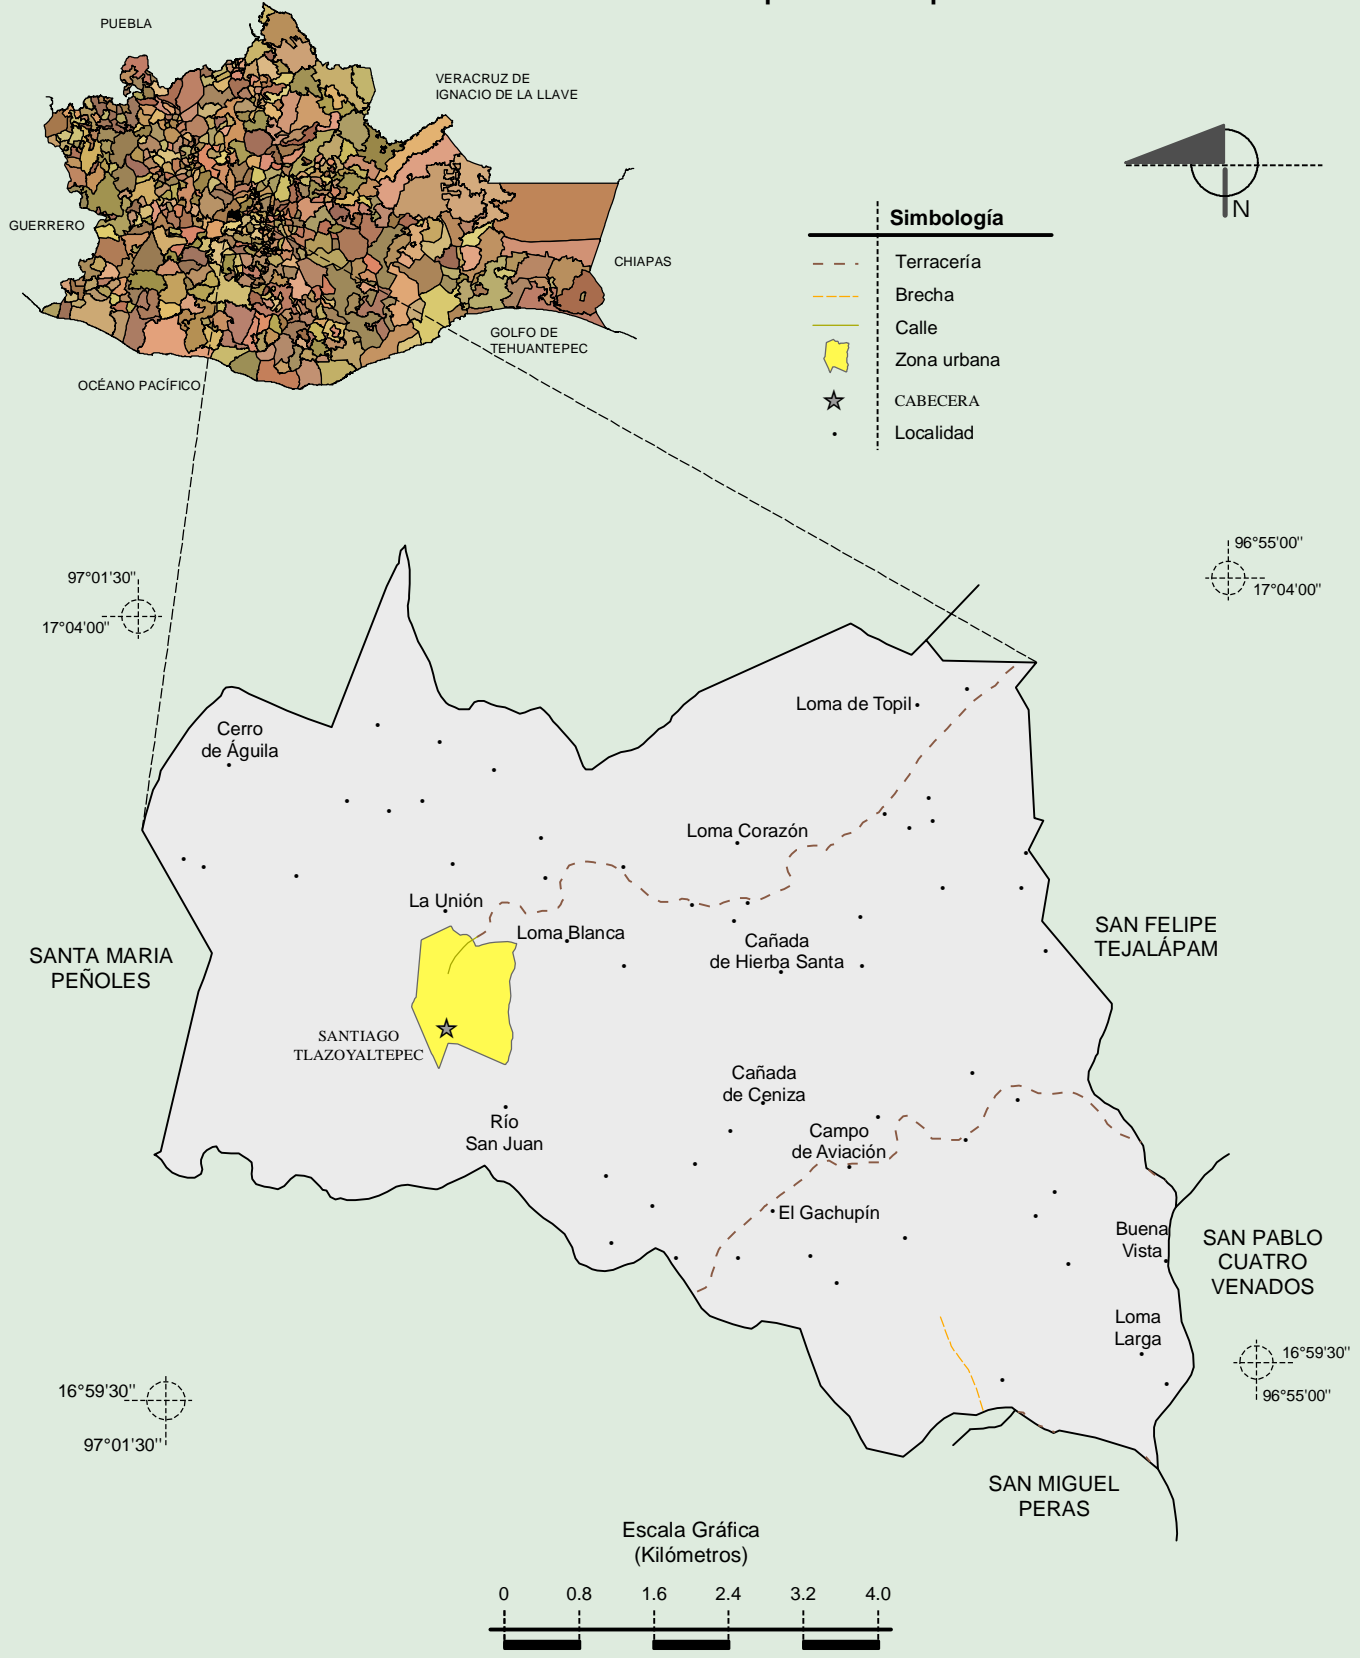 PUEBLA
VERACRUZ DE
IGNACIO DE LA LLAVE
GUERRERO
CHIAPAS
GOLFO DE
TEHUANTEPEC
OCÉANO PACÍFICO
N
Simbología
Terracería
Brecha
Calle
Zona urbana
CABECERA
Localidad
97°01'30"
17°04'00"
96°55'00"
17°04'00"
Loma de Topil
Cerro
de Águila
Loma Corazón
La Unión
Loma Blanca
Cañada
de Hierba Santa
SANTA MARIA
PEÑOLES
SAN FELIPE
TEJALÁPAM
SANTIAGO
TLAZOYALTEPEC
Cañada
de Ceniza
Río
San Juan
Campo
de Aviación
El Gachupín
Buena
Vista
SAN PABLO
CUATRO
VENADOS
Loma
Larga
16°59'30"
96°55'00"
16°59'30"
97°01'30"
SAN MIGUEL
PERAS
Escala Gráfica
(Kilómetros)
0 0.8 1.6 2.4 3.2 4.0